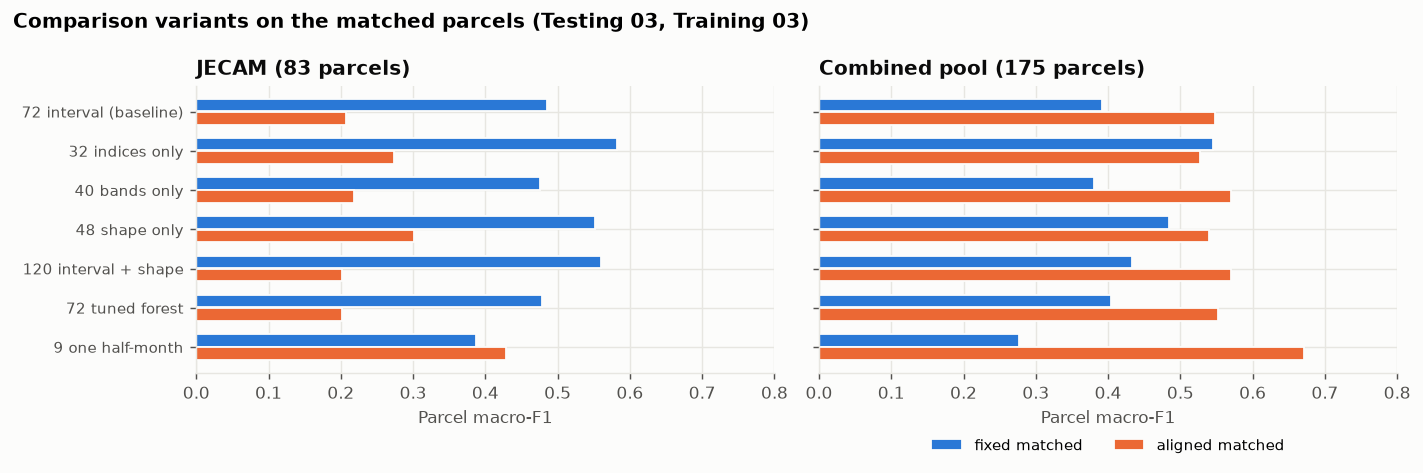 Comparison variants on the matched parcels (Testing 03, Training 03)
JECAM (83 parcels)
72 interval (baseline)
32 indices only
40 bands only
48 shape only
120 interval + shape
72 tuned forest
9 one half-month
0.0 0.1 0.2 0.3 0.4 0.5 0.6 0.7 0.8
Parcel macro-F1
Combined pool (175 parcels)
0.0 0.1 0.2 0.3 0.4 0.5 0.6 0.7 0.8
Parcel macro-F1
fixed matched aligned matched